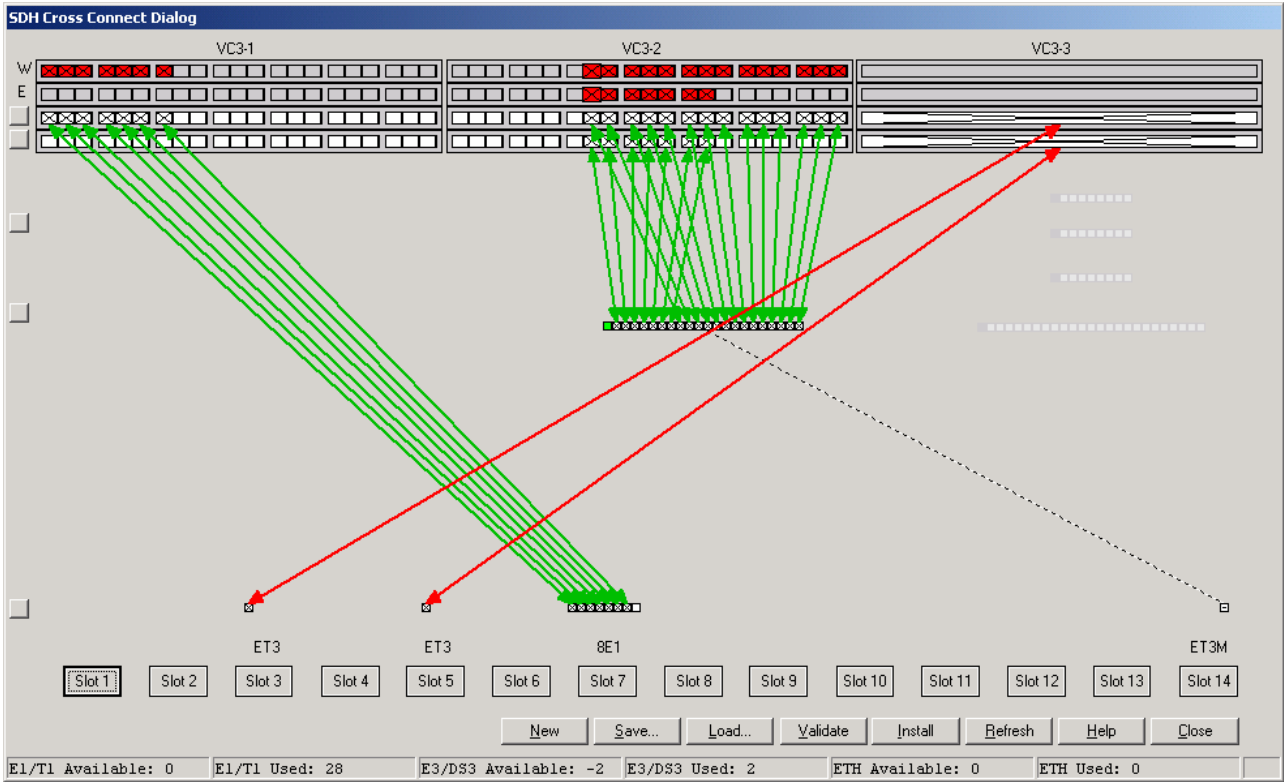 SDH Cross Connect Dialog
VC3-1 VC3-2 VC3-3
W
E
ET3 ET3 8E1 ET3M
Slot 1 Slot 2 Slot 3 Slot 4 Slot 5 Slot 6 Slot 7 Slot 8 Slot 9 Slot 10 Slot 11 Slot 12 Slot 13 Slot 14
New Save... Load... Validate Install Refresh Help Close
E1/T1 Available: 0 E1/T1 Used: 28 E3/DS3 Available: -2 E3/DS3 Used: 2 ETH Available: 0 ETH Used: 0